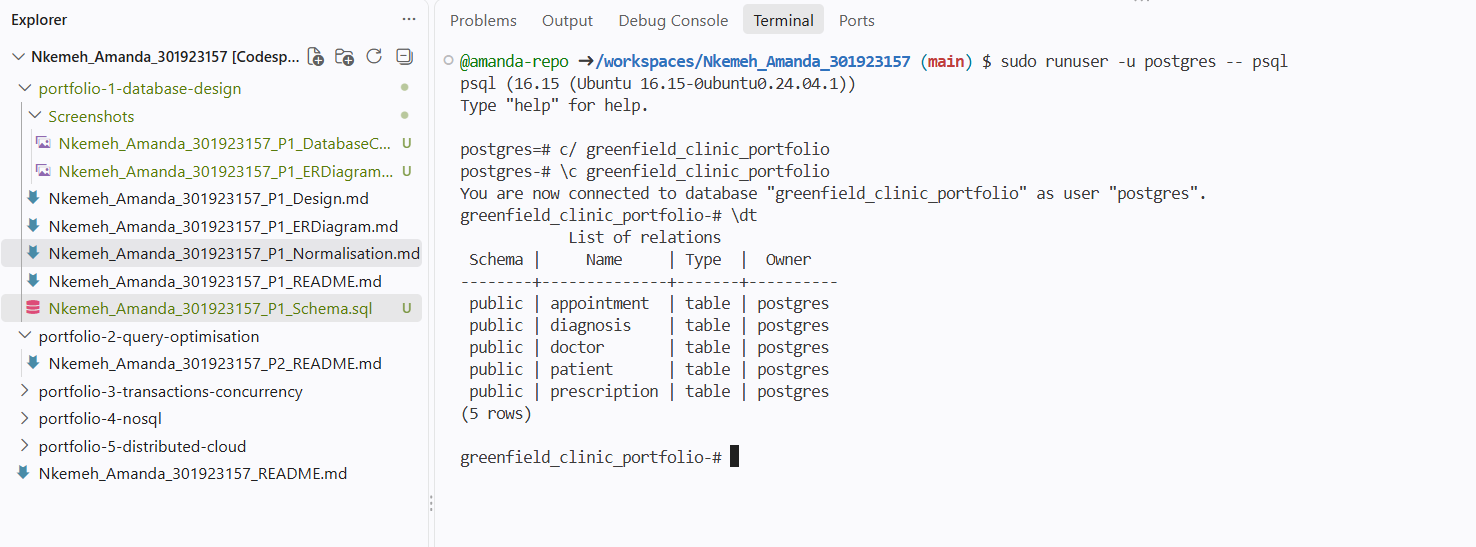 Explorer ...
Nkemeh_Amanda_301923157 [Codesp...
portfolio-1-database-design
Screenshots
Nkemeh_Amanda_301923157_P1_DatabaseC... U
Nkemeh_Amanda_301923157_P1_ERDiagram... U
Nkemeh_Amanda_301923157_P1_Design.md
Nkemeh_Amanda_301923157_P1_ERDiagram.md
Nkemeh_Amanda_301923157_P1_Normalisation.md
Nkemeh_Amanda_301923157_P1_README.md
Nkemeh_Amanda_301923157_P1_Schema.sql U
portfolio-2-query-optimisation
Nkemeh_Amanda_301923157_P2_README.md
portfolio-3-transactions-concurrency
portfolio-4-nosql
portfolio-5-distributed-cloud
Nkemeh_Amanda_301923157_README.md
Problems Output Debug Console Terminal Ports
@amanda-repo ➜/workspaces/Nkemeh_Amanda_301923157 (main) $ sudo runuser -u postgres -- psql
psql (16.15 (Ubuntu 16.15-0ubuntu0.24.04.1))
Type "help" for help.
postgres=# c/ greenfield_clinic_portfolio
postgres-# \c greenfield_clinic_portfolio
You are now connected to database "greenfield_clinic_portfolio" as user "postgres".
greenfield_clinic_portfolio-# \dt
List of relations
Schema | Name | Type | Owner
--------+--------------+-------+----------
public | appointment | table | postgres
public | diagnosis | table | postgres
public | doctor | table | postgres
public | patient | table | postgres
public | prescription | table | postgres
(5 rows)
greenfield_clinic_portfolio-#